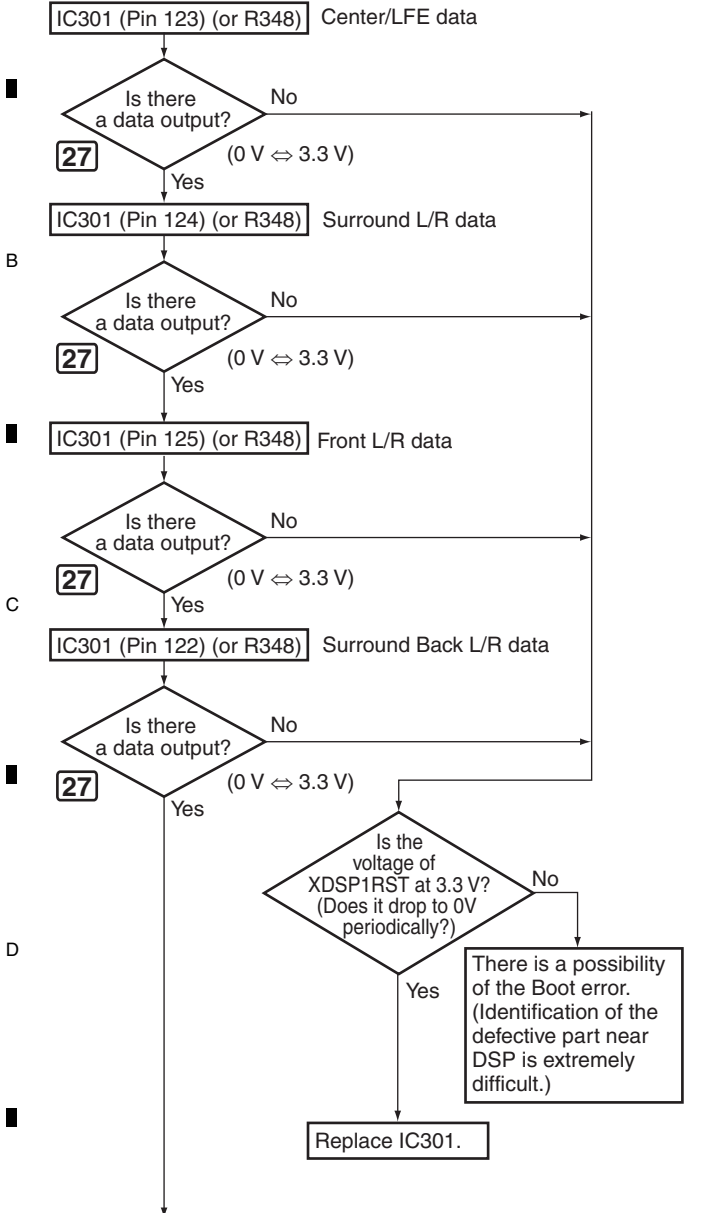 IC301 (Pin 123) (or R348) Center/LFE data
Is there
a data output?
No
27
(0 V ⇔ 3.3 V)
Yes
IC301 (Pin 124) (or R348) Surround L/R data
B
Is there
a data output?
No
27
(0 V ⇔ 3.3 V)
Yes
IC301 (Pin 125) (or R348) Front L/R data
Is there
a data output?
No
27
(0 V ⇔ 3.3 V)
C
Yes
IC301 (Pin 122) (or R348) Surround Back L/R data
Is there
a data output?
No
27
(0 V ⇔ 3.3 V)
Yes
Is the
voltage of
XDSP1RST at 3.3 V?
(Does it drop to 0V
periodically?)
No
D
There is a possibility
of the Boot error.
(Identification of the
defective part near
DSP is extremely
difficult.)
Yes
Replace IC301.